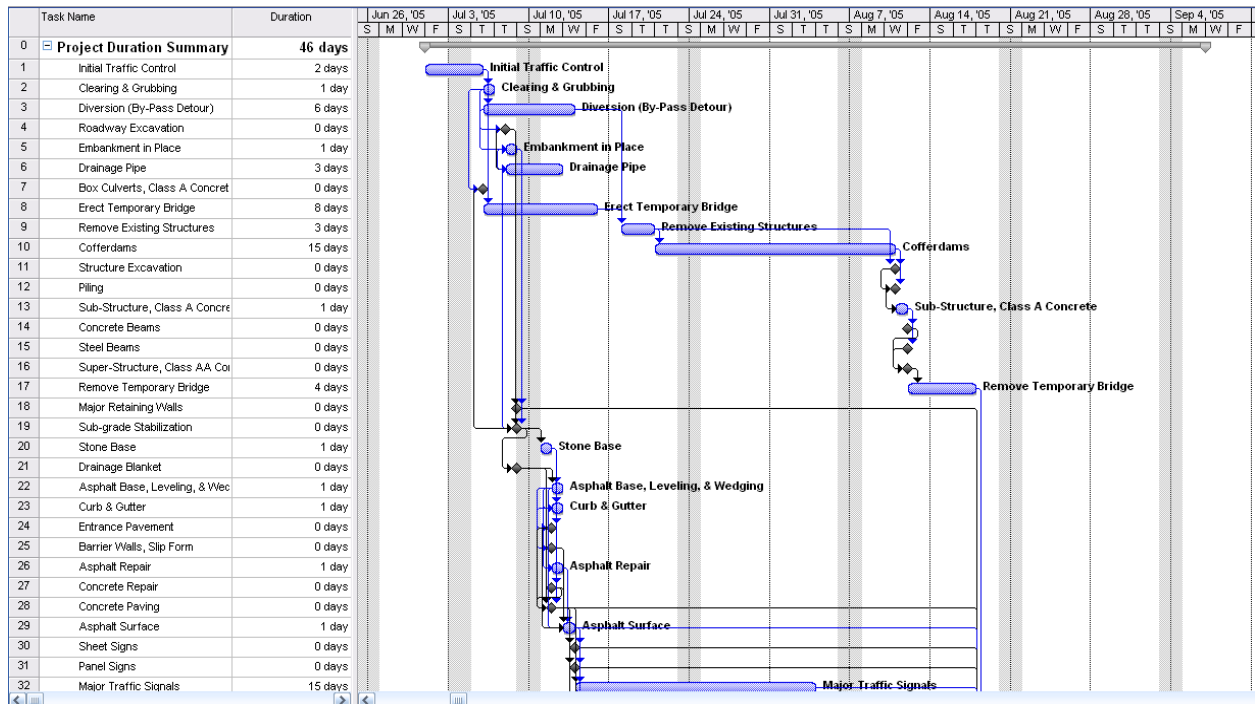 Task Name Duration Jun 26, '05 Jul 3, '05 Jul 10, '05 Jul 17, '05 Jul 24, '05 Jul 31, '05 Aug 7, '05 Aug 14, '05 Aug 21, '05 Aug 28, '05 Sep 4, '05
S M W F S T T S M W F S T T S M W F S T T S M W F S T T S M W F S T T S M W F
0 Project Duration Summary 46 days
1 Initial Traffic Control 2 days Initial Traffic Control
2 Clearing & Grubbing 1 day Clearing & Grubbing
3 Diversion (By-Pass Detour) 6 days Diversion (By-Pass Detour)
4 Roadway Excavation 0 days
5 Embankment in Place 1 day Embankment in Place
6 Drainage Pipe 3 days Drainage Pipe
7 Box Culverts, Class A Concret 0 days
8 Erect Temporary Bridge 8 days Erect Temporary Bridge
9 Remove Existing Structures 3 days Remove Existing Structures
10 Cofferdams 15 days Cofferdams
11 Structure Excavation 0 days
12 Piling 0 days
13 Sub-Structure, Class A Concre 1 day Sub-Structure, Class A Concrete
14 Concrete Beams 0 days
15 Steel Beams 0 days
16 Super-Structure, Class AA Co 0 days
17 Remove Temporary Bridge 4 days Remove Temporary Bridge
18 Major Retaining Walls 0 days
19 Sub-grade Stabilization 0 days
20 Stone Base 1 day Stone Base
21 Drainage Blanket 0 days
22 Asphalt Base, Leveling, & Wed 1 day Asphalt Base, Leveling, & Wedging
23 Curb & Gutter 1 day Curb & Gutter
24 Entrance Pavement 0 days
25 Barrier Walls, Slip Form 0 days
26 Asphalt Repair 1 day Asphalt Repair
27 Concrete Repair 0 days
28 Concrete Paving 0 days
29 Asphalt Surface 1 day Asphalt Surface
30 Sheet Signs 0 days
31 Panel Signs 0 days
32 Major Traffic Signals 15 days Major Traffic Signals